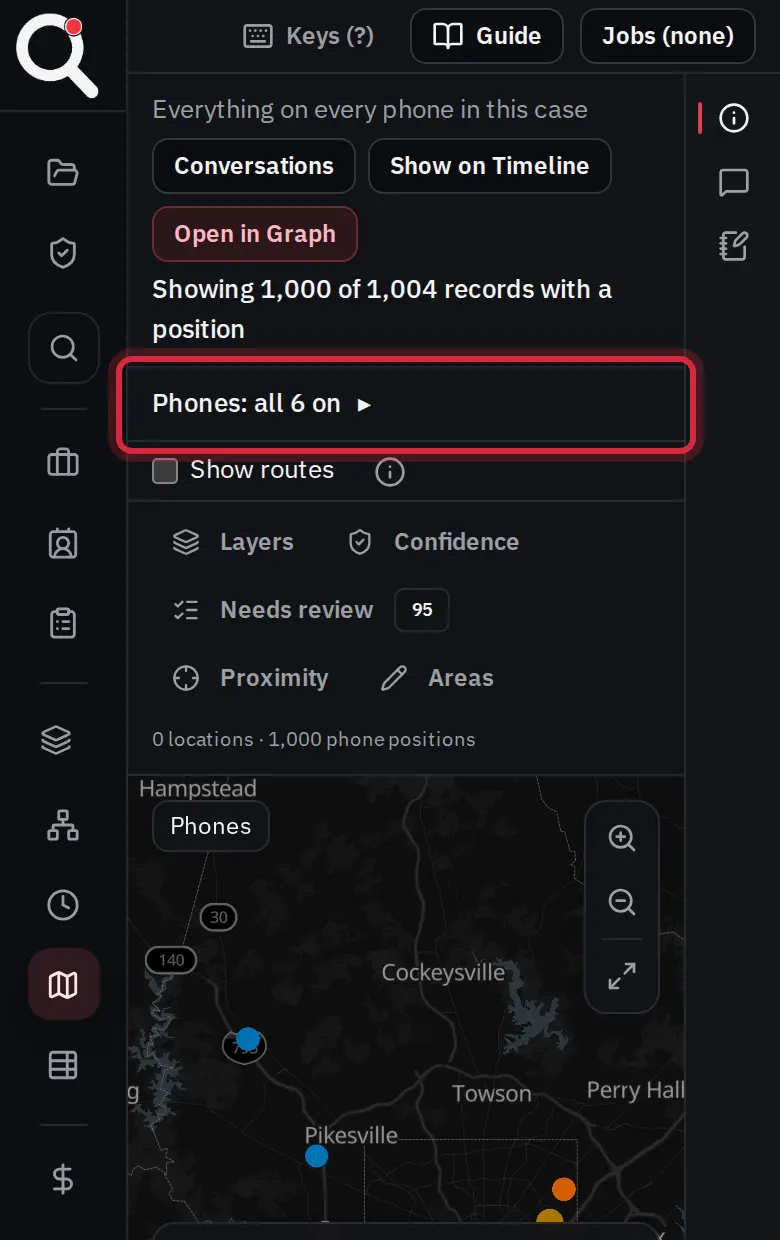 Keys (?)
Guide
Jobs (none)
Everything on every phone in this case
Conversations
Show on Timeline
Open in Graph
Showing 1,000 of 1,004 records with a
position
Phones: all 6 on ▸
Show routes
Layers
Confidence
Needs review 95
Proximity
Areas
0 locations · 1,000 phone positions
Hampstead
Phones
30
140
Cockeysville
Towson
Perry Hall
Pikesville